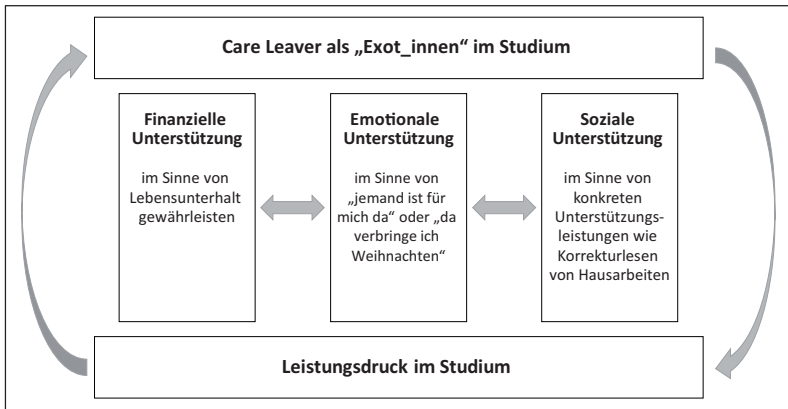 Care Leaver als „Exot_innen“ im Studium
Finanzielle
Unterstützung
im Sinne von
Lebensunterhalt
gewährleisten
Emotionale
Unterstützung
im Sinne von
„jemand ist für
mich da“ oder „da
verbringe ich
Weihnachten“
Soziale
Unterstützung
im Sinne von
konkreten
Unterstützungs-
leistungen wie
Korrekturlesen
von Hausarbeiten
Leistungsdruck im Studium